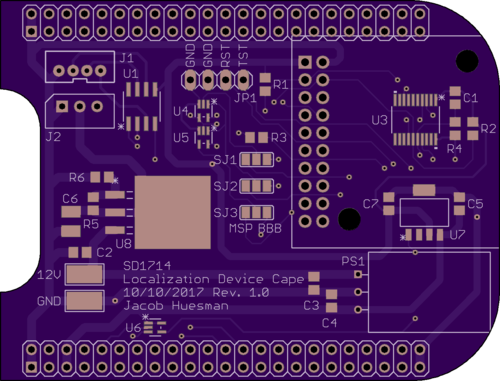 GND
GND
RST
TST
J1
U1
R1
JP1
C1
J2
U4
U5
U3
R3
R4
R2
SJ1
SJ2
SJ3
MSP BBB
R6
C6
R5
U8
C7
C5
U7
C2
PS1
12V
GND
SD1714
Localization Device Cape
10/10/2017 Rev. 1.0
Jacob Huesman
C3
C4
U6